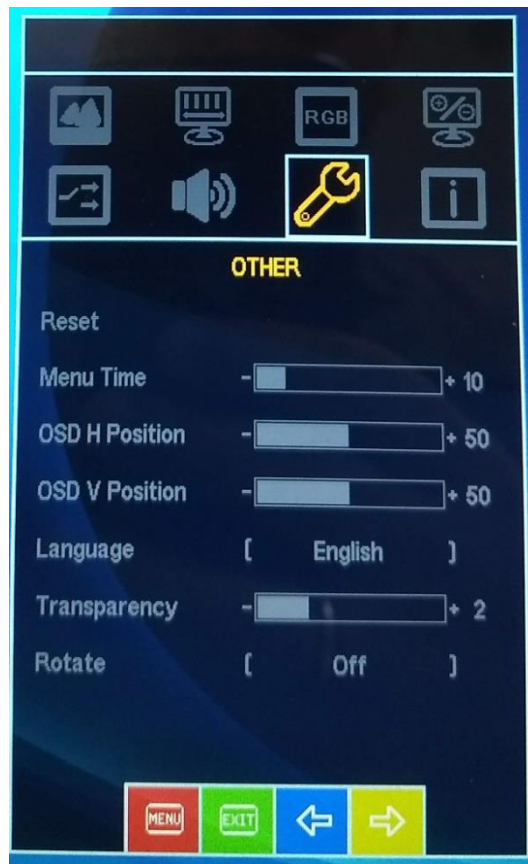 RGB
OTHER
Reset
Menu Time - + 10
OSD H Position - + 50
OSD V Position - + 50
Language [ English ]
Transparency - + 2
Rotate [ Off ]
MENU EXIT